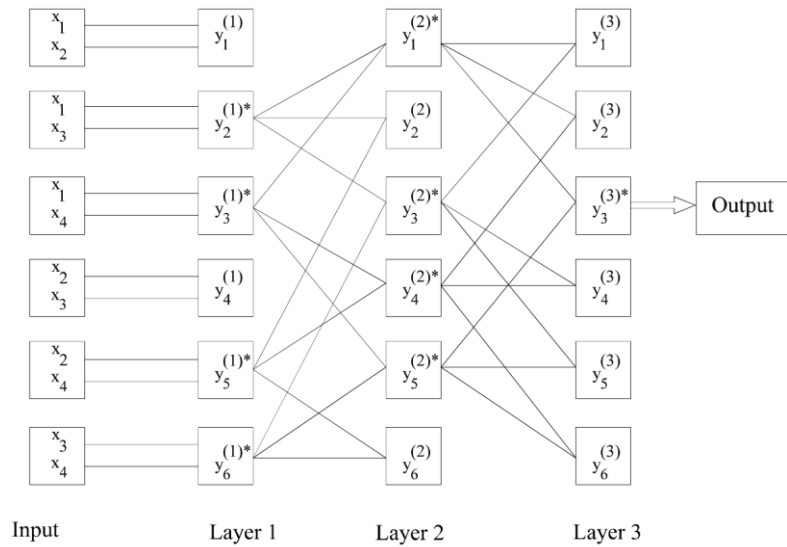 x₁
x₂
y₁⁽¹⁾
y₁⁽²⁾*
y₁⁽³⁾
x₁
x₃
y₂⁽¹⁾*
y₂⁽²⁾
y₂⁽³⁾
x₁
x₄
y₃⁽¹⁾*
y₃⁽²⁾*
y₃⁽³⁾*
Output
x₂
x₃
y₄⁽¹⁾
y₄⁽²⁾*
y₄⁽³⁾
x₂
x₄
y₅⁽¹⁾*
y₅⁽²⁾*
y₅⁽³⁾
x₃
x₄
y₆⁽¹⁾*
y₆⁽²⁾
y₆⁽³⁾
Input
Layer 1
Layer 2
Layer 3